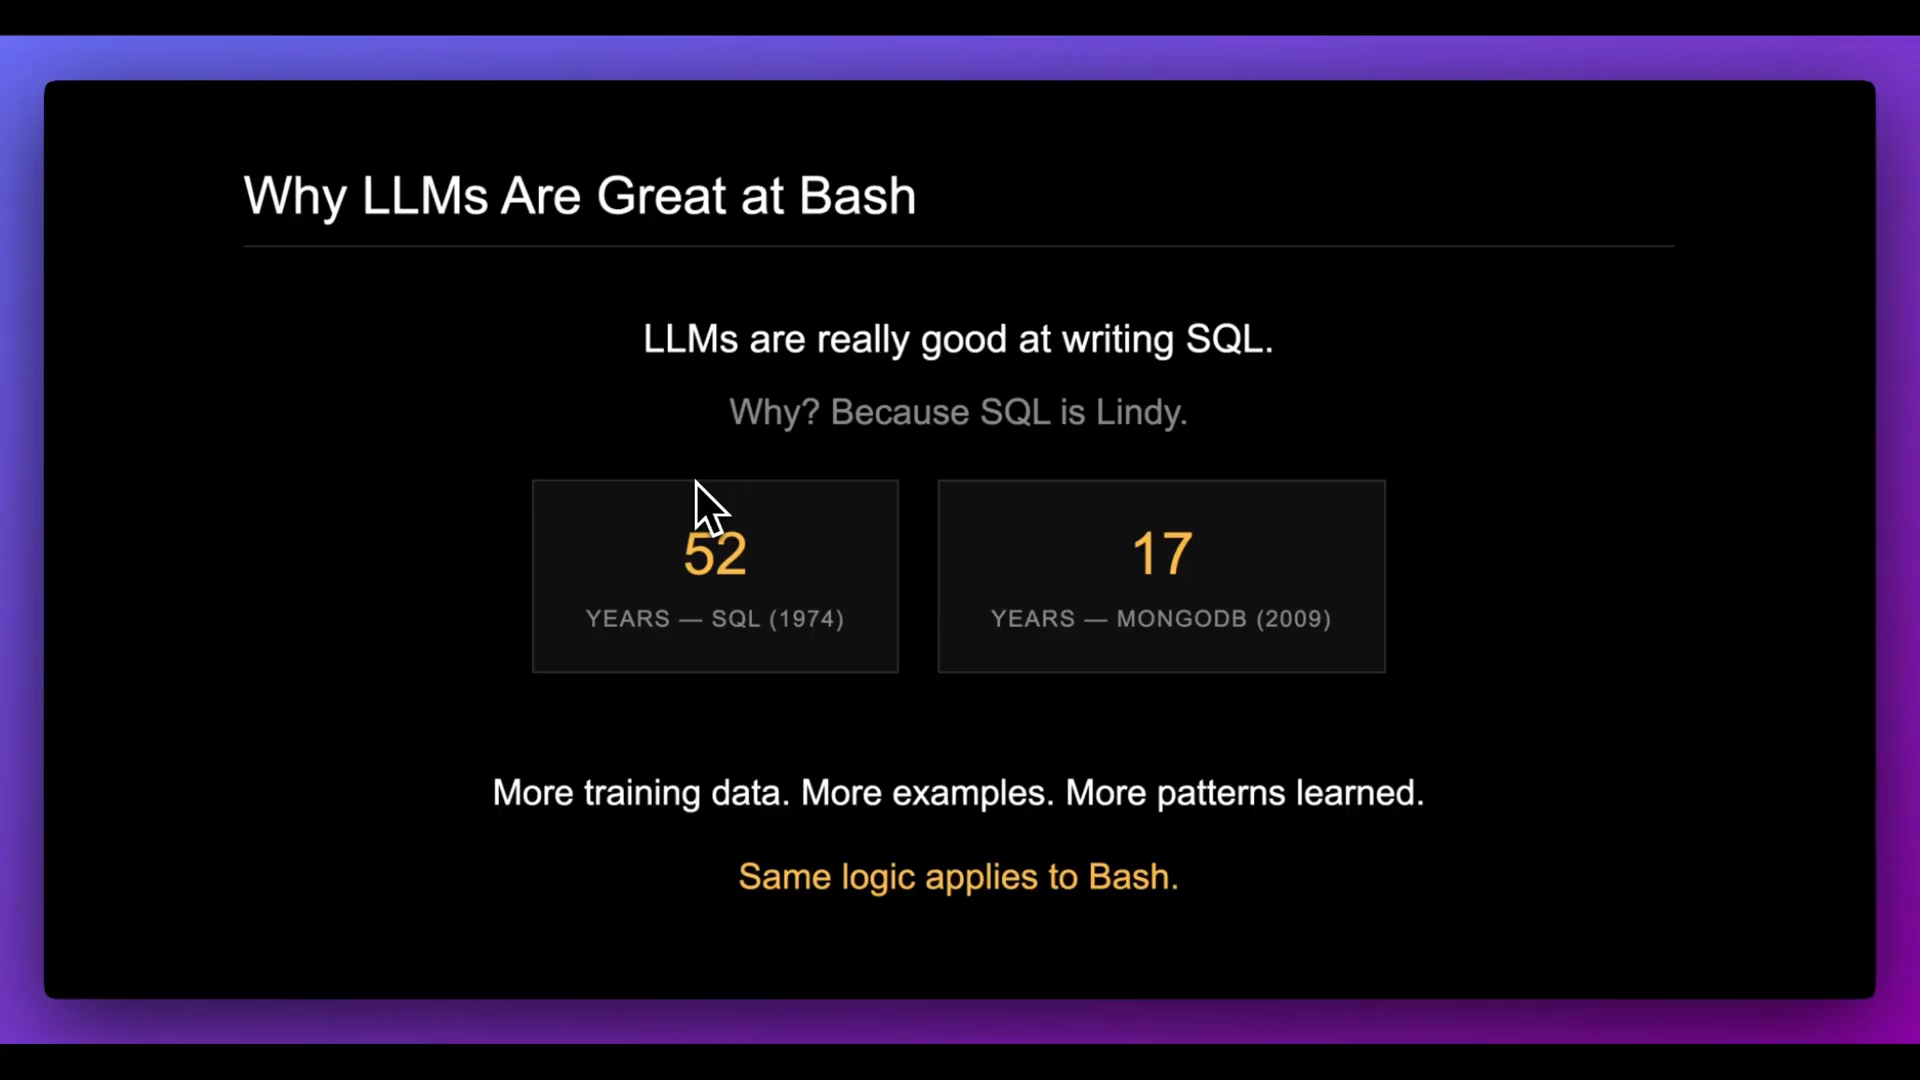 Why LLMs Are Great at Bash
LLMs are really good at writing SQL.
Why? Because SQL is Lindy.
52
YEARS — SQL (1974)
17
YEARS — MONGODB (2009)
More training data. More examples. More patterns learned.
Same logic applies to Bash.